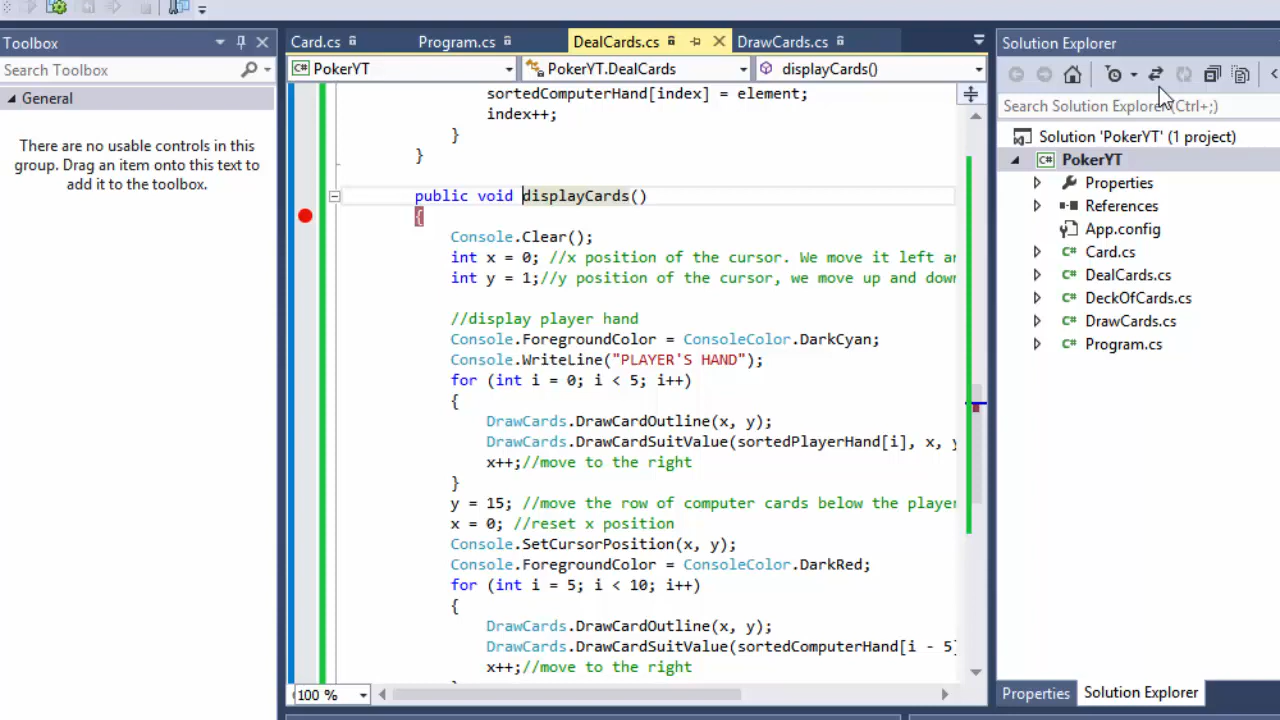 Toolbox
Search Toolbox
General
There are no usable controls in this
group. Drag an item onto this text to
add it to the toolbox.
Card.cs Program.cs DealCards.cs DrawCards.cs
PokerYT PokerYT.DealCards displayCards()
sortedComputerHand[index] = element;
index++;
}
}
public void displayCards()
{
Console.Clear();
int x = 0; //x position of the cursor. We move it left a
int y = 1;//y position of the cursor, we move up and down
//display player hand
Console.ForegroundColor = ConsoleColor.DarkCyan;
Console.WriteLine("PLAYER'S HAND");
for (int i = 0; i < 5; i++)
{
DrawCards.DrawCardOutline(x, y);
DrawCards.DrawCardSuitValue(sortedPlayerHand[i], x, y
x++;//move to the right
}
y = 15; //move the row of computer cards below the player
x = 0; //reset x position
Console.SetCursorPosition(x, y);
Console.ForegroundColor = ConsoleColor.DarkRed;
for (int i = 5; i < 10; i++)
{
DrawCards.DrawCardOutline(x, y);
DrawCards.DrawCardSuitValue(sortedComputerHand[i - 5]
x++;//move to the right
100 %
Solution Explorer
Search Solution Explorer (Ctrl+;)
Solution 'PokerYT' (1 project)
C# PokerYT
Properties
References
App.config
C# Card.cs
C# DealCards.cs
C# DeckOfCards.cs
C# DrawCards.cs
C# Program.cs
Properties Solution Explorer